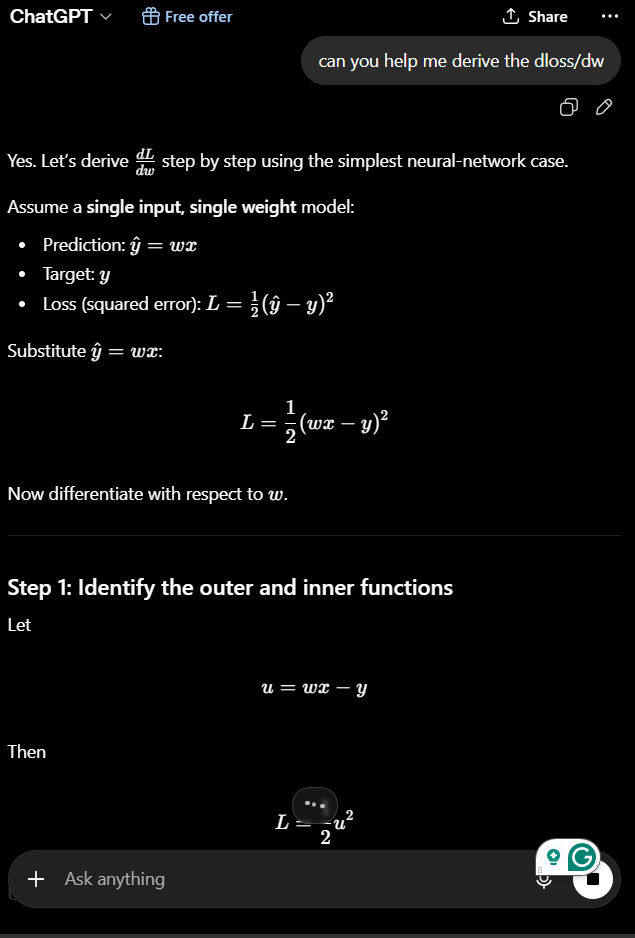 ChatGPT
Free offer
Share
can you help me derive the dloss/dw
Yes. Let's derive dL/dw step by step using the simplest neural-network case.
Assume a single input, single weight model:
• Prediction: ŷ = wx
• Target: y
• Loss (squared error): L = 1/2(ŷ − y)²
Substitute ŷ = wx:
L = 1/2(wx − y)²
Now differentiate with respect to w.
Step 1: Identify the outer and inner functions
Let
u = wx − y
Then
L = /2u²
Ask anything